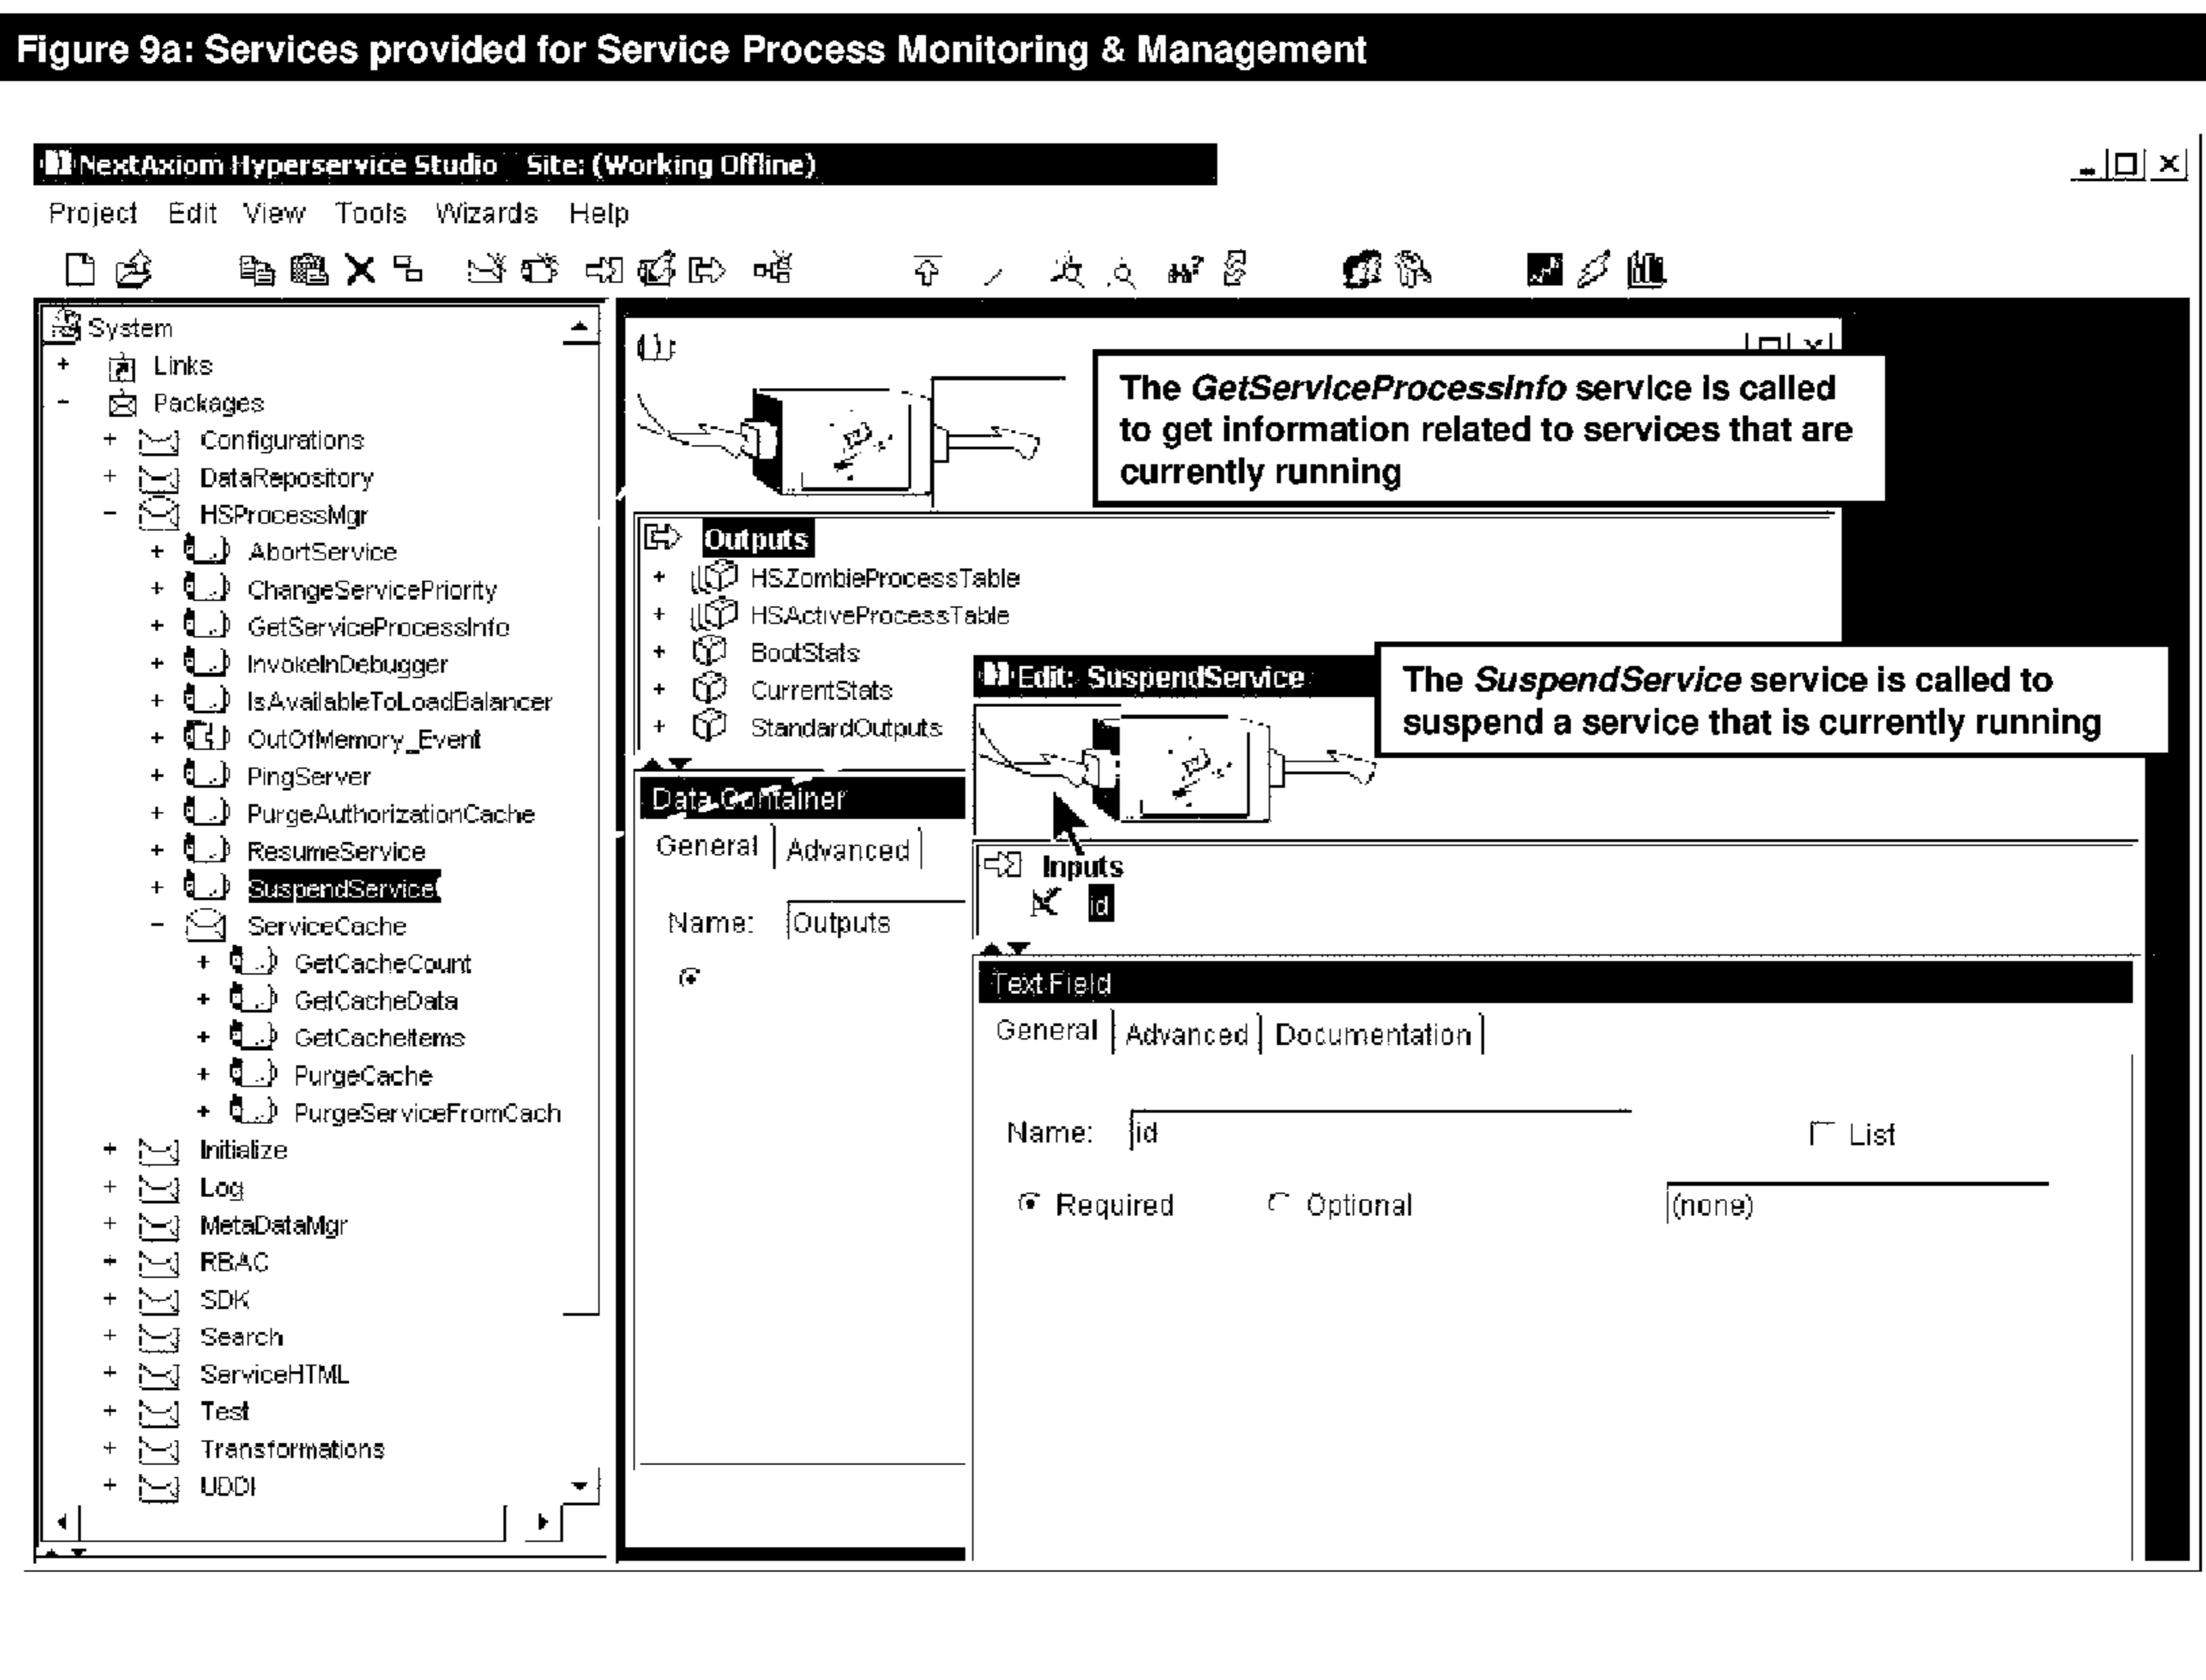 Figure 9a: Services provided for Service Process Monitoring & Management
NextAxiom Hyperservice Studio Site: (Working Offline)
Project Edit View Tools Wizards Help
System
Links
Packages
Configurations
DataRepository
HSProcessMgr
AbortService
ChangeServicePriority
GetServiceProcessInfo
InvokeInDebugger
IsAvailableToLoadBalancer
OutOfMemory_Event
PingServer
PurgeAuthorizationCache
ResumeService
SuspendService
ServiceCache
GetCacheCount
GetCacheData
GetCacheItems
PurgeCache
PurgeServiceFromCach
Initialize
Log
MetaDataMgr
RBAC
SDK
Search
ServiceHTML
Test
Transformations
UDDI
The GetServiceProcessInfo service is called
to get information related to services that are
currently running
Outputs
HSZombieProcessTable
HSActiveProcessTable
BootStats
CurrentStats
StandardOutputs
Data Container
General Advanced
Name: Outputs
Edit: SuspendService
The SuspendService service is called to
suspend a service that is currently running
Inputs
id
Text Field
General Advanced Documentation
Name: id List
Required Optional (none)